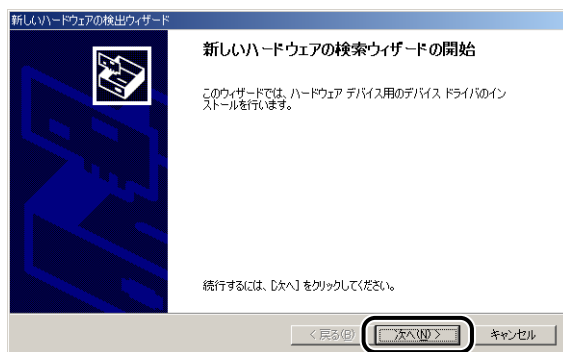 新しいハードウェアの検出ウィザード
新しいハードウェアの検索ウィザードの開始
このウィザードでは、ハードウェア デバイス用のデバイス ドライバのイン
ストールを行います。
続行するには、[次へ] をクリックしてください。
< 戻る(B)
次へ(N) >
キャンセル